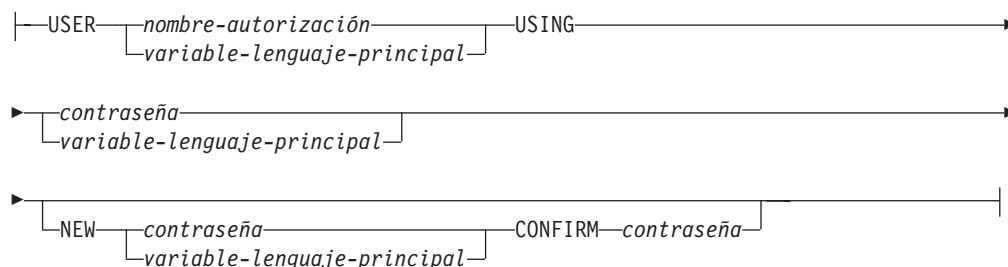 USER nombre-autorización USING
variable-lenguaje-principal
contraseña
variable-lenguaje-principal
NEW contraseña CONFIRM contraseña
variable-lenguaje-principal